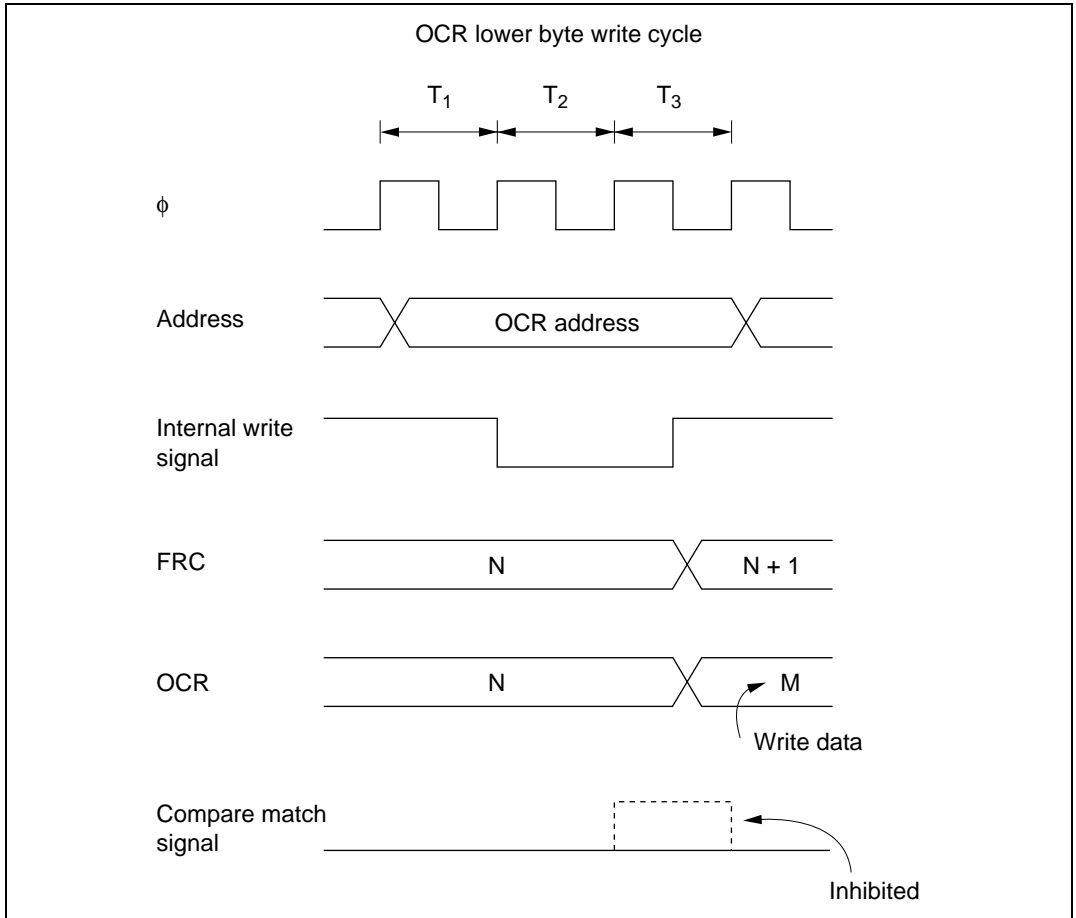 OCR lower byte write cycle
T1 T2 T3
ϕ
Address
OCR address
Internal write
signal
FRC
N
N + 1
OCR
N
M
Write data
Compare match
signal
Inhibited